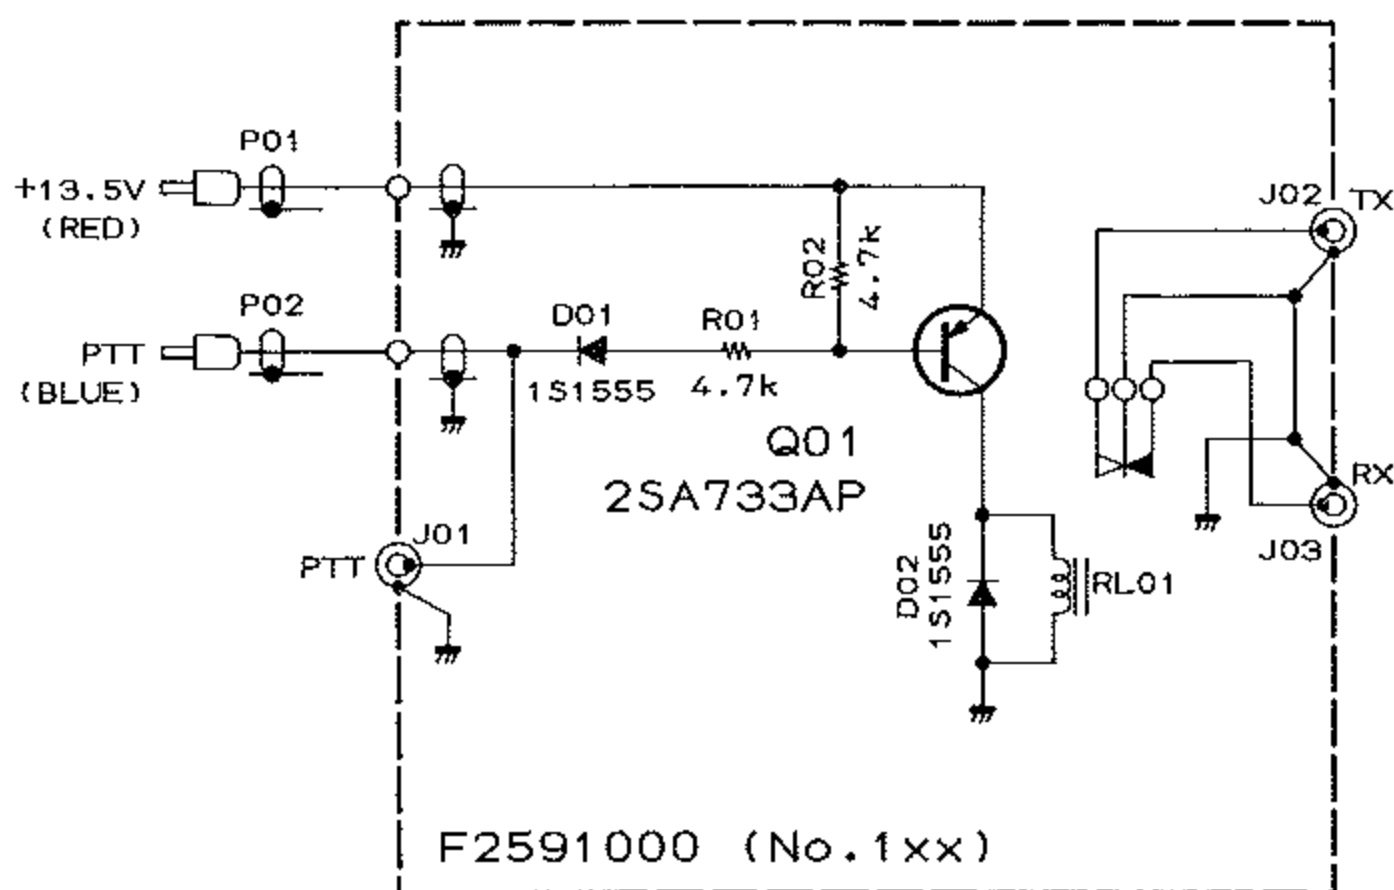 P01
+13.5V
(RED)
J02
TX
R02
4.7k
P02
PTT
(BLUE)
D01
1S1555
R01
4.7k
Q01
2SA733AP
RX
J03
J01
PTT
D02
1S1555
RL01
F2591000 (No.1xx)